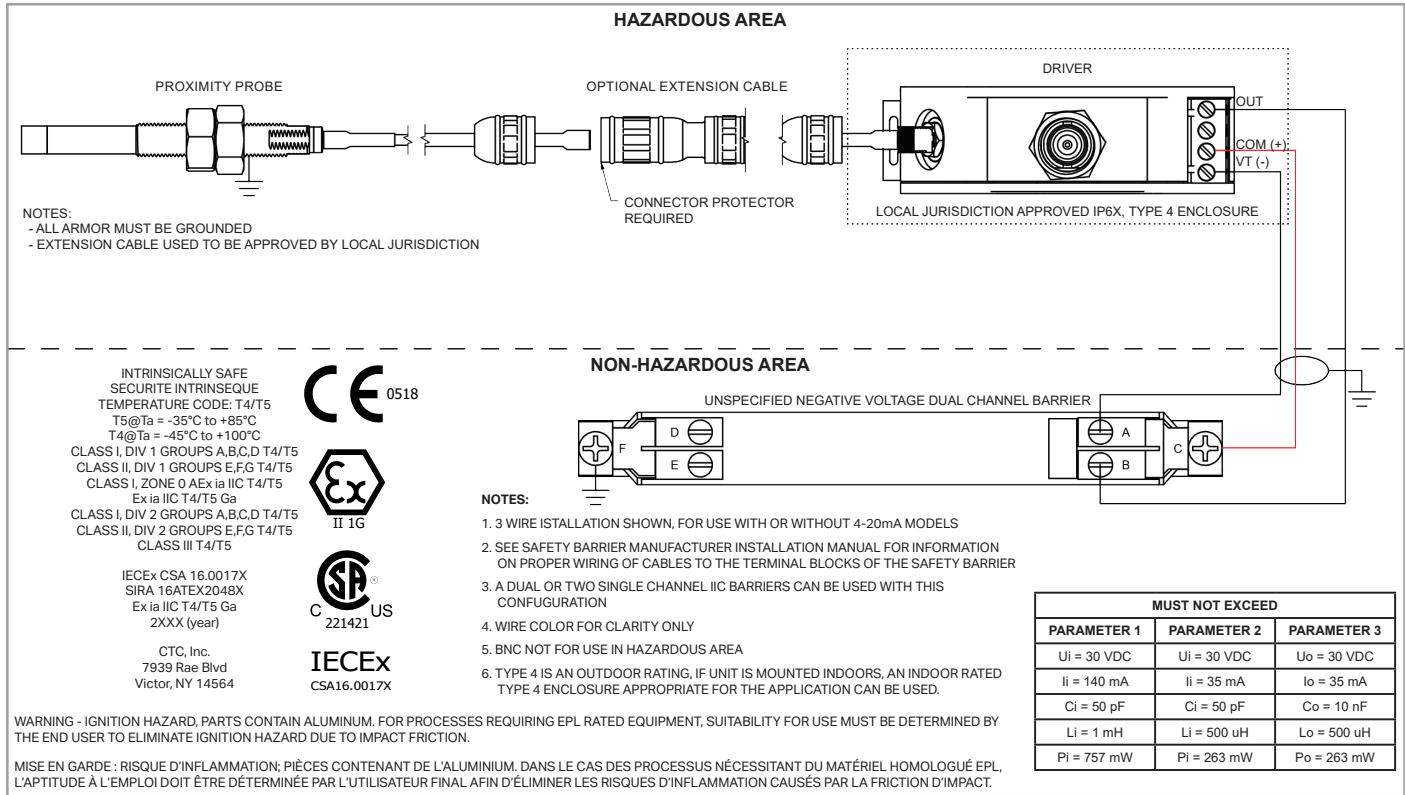 HAZARDOUS AREA
PROXIMITY PROBE
OPTIONAL EXTENSION CABLE
DRIVER
OUT
COM (+)
VT (-)
CONNECTOR PROTECTOR
REQUIRED
LOCAL JURISDICTION APPROVED IP6X, TYPE 4 ENCLOSURE
NOTES:
- ALL ARMOR MUST BE GROUNDED
- EXTENSION CABLE USED TO BE APPROVED BY LOCAL JURISDICTION
NON-HAZARDOUS AREA
INTRINSICALLY SAFE
SECURITE INTRINSEQUE
TEMPERATURE CODE: T4/T5
T5@Ta = -35°C to +85°C
T4@Ta = -45°C to +100°C
CLASS I, DIV 1 GROUPS A,B,C,D T4/T5
CLASS II, DIV 1 GROUPS E,F,G T4/T5
CLASS I, ZONE 0 AEx ia IIC T4/T5
Ex ia IIC T4/T5 Ga
CLASS I, DIV 2 GROUPS A,B,C,D T4/T5
CLASS II, DIV 2 GROUPS E,F,G T4/T5
CLASS III T4/T5
IECEx CSA 16.0017X
SIRA 16ATEX2048X
Ex ia IIC T4/T5 Ga
2XXX (year)
CTC, Inc.
7939 Rae Blvd
Victor, NY 14564
CE 0518
Ex
II 1G
SA ®
C US
221421
IECEx
CSA16.0017X
UNSPECIFIED NEGATIVE VOLTAGE DUAL CHANNEL BARRIER
F
D
E
A
B
C
NOTES:
1. 3 WIRE ISTALLATION SHOWN, FOR USE WITH OR WITHOUT 4-20mA MODELS
2. SEE SAFETY BARRIER MANUFACTURER INSTALLATION MANUAL FOR INFORMATION
ON PROPER WIRING OF CABLES TO THE TERMINAL BLOCKS OF THE SAFETY BARRIER
3. A DUAL OR TWO SINGLE CHANNEL IIC BARRIERS CAN BE USED WITH THIS
CONFUGURATION
4. WIRE COLOR FOR CLARITY ONLY
5. BNC NOT FOR USE IN HAZARDOUS AREA
6. TYPE 4 IS AN OUTDOOR RATING, IF UNIT IS MOUNTED INDOORS, AN INDOOR RATED
TYPE 4 ENCLOSURE APPROPRIATE FOR THE APPLICATION CAN BE USED.
MUST NOT EXCEED
PARAMETER 1 PARAMETER 2 PARAMETER 3
Ui = 30 VDC Ui = 30 VDC Uo = 30 VDC
Ii = 140 mA Ii = 35 mA Io = 35 mA
Ci = 50 pF Ci = 50 pF Co = 10 nF
Li = 1 mH Li = 500 uH Lo = 500 uH
Pi = 757 mW Pi = 263 mW Po = 263 mW
WARNING - IGNITION HAZARD, PARTS CONTAIN ALUMINUM. FOR PROCESSES REQUIRING EPL RATED EQUIPMENT, SUITABILITY FOR USE MUST BE DETERMINED BY
THE END USER TO ELIMINATE IGNITION HAZARD DUE TO IMPACT FRICTION.
MISE EN GARDE : RISQUE D'INFLAMMATION; PIÈCES CONTENANT DE L'ALUMINIUM. DANS LE CAS DES PROCESSUS NÉCESSITANT DU MATÉRIEL HOMOLOGUÉ EPL,
L'APTITUDE À L'EMPLOI DOIT ÊTRE DÉTERMINÉE PAR L'UTILISATEUR FINAL AFIN D'ÉLIMINER LES RISQUES D'INFLAMMATION CAUSÉS PAR LA FRICTION D'IMPACT.